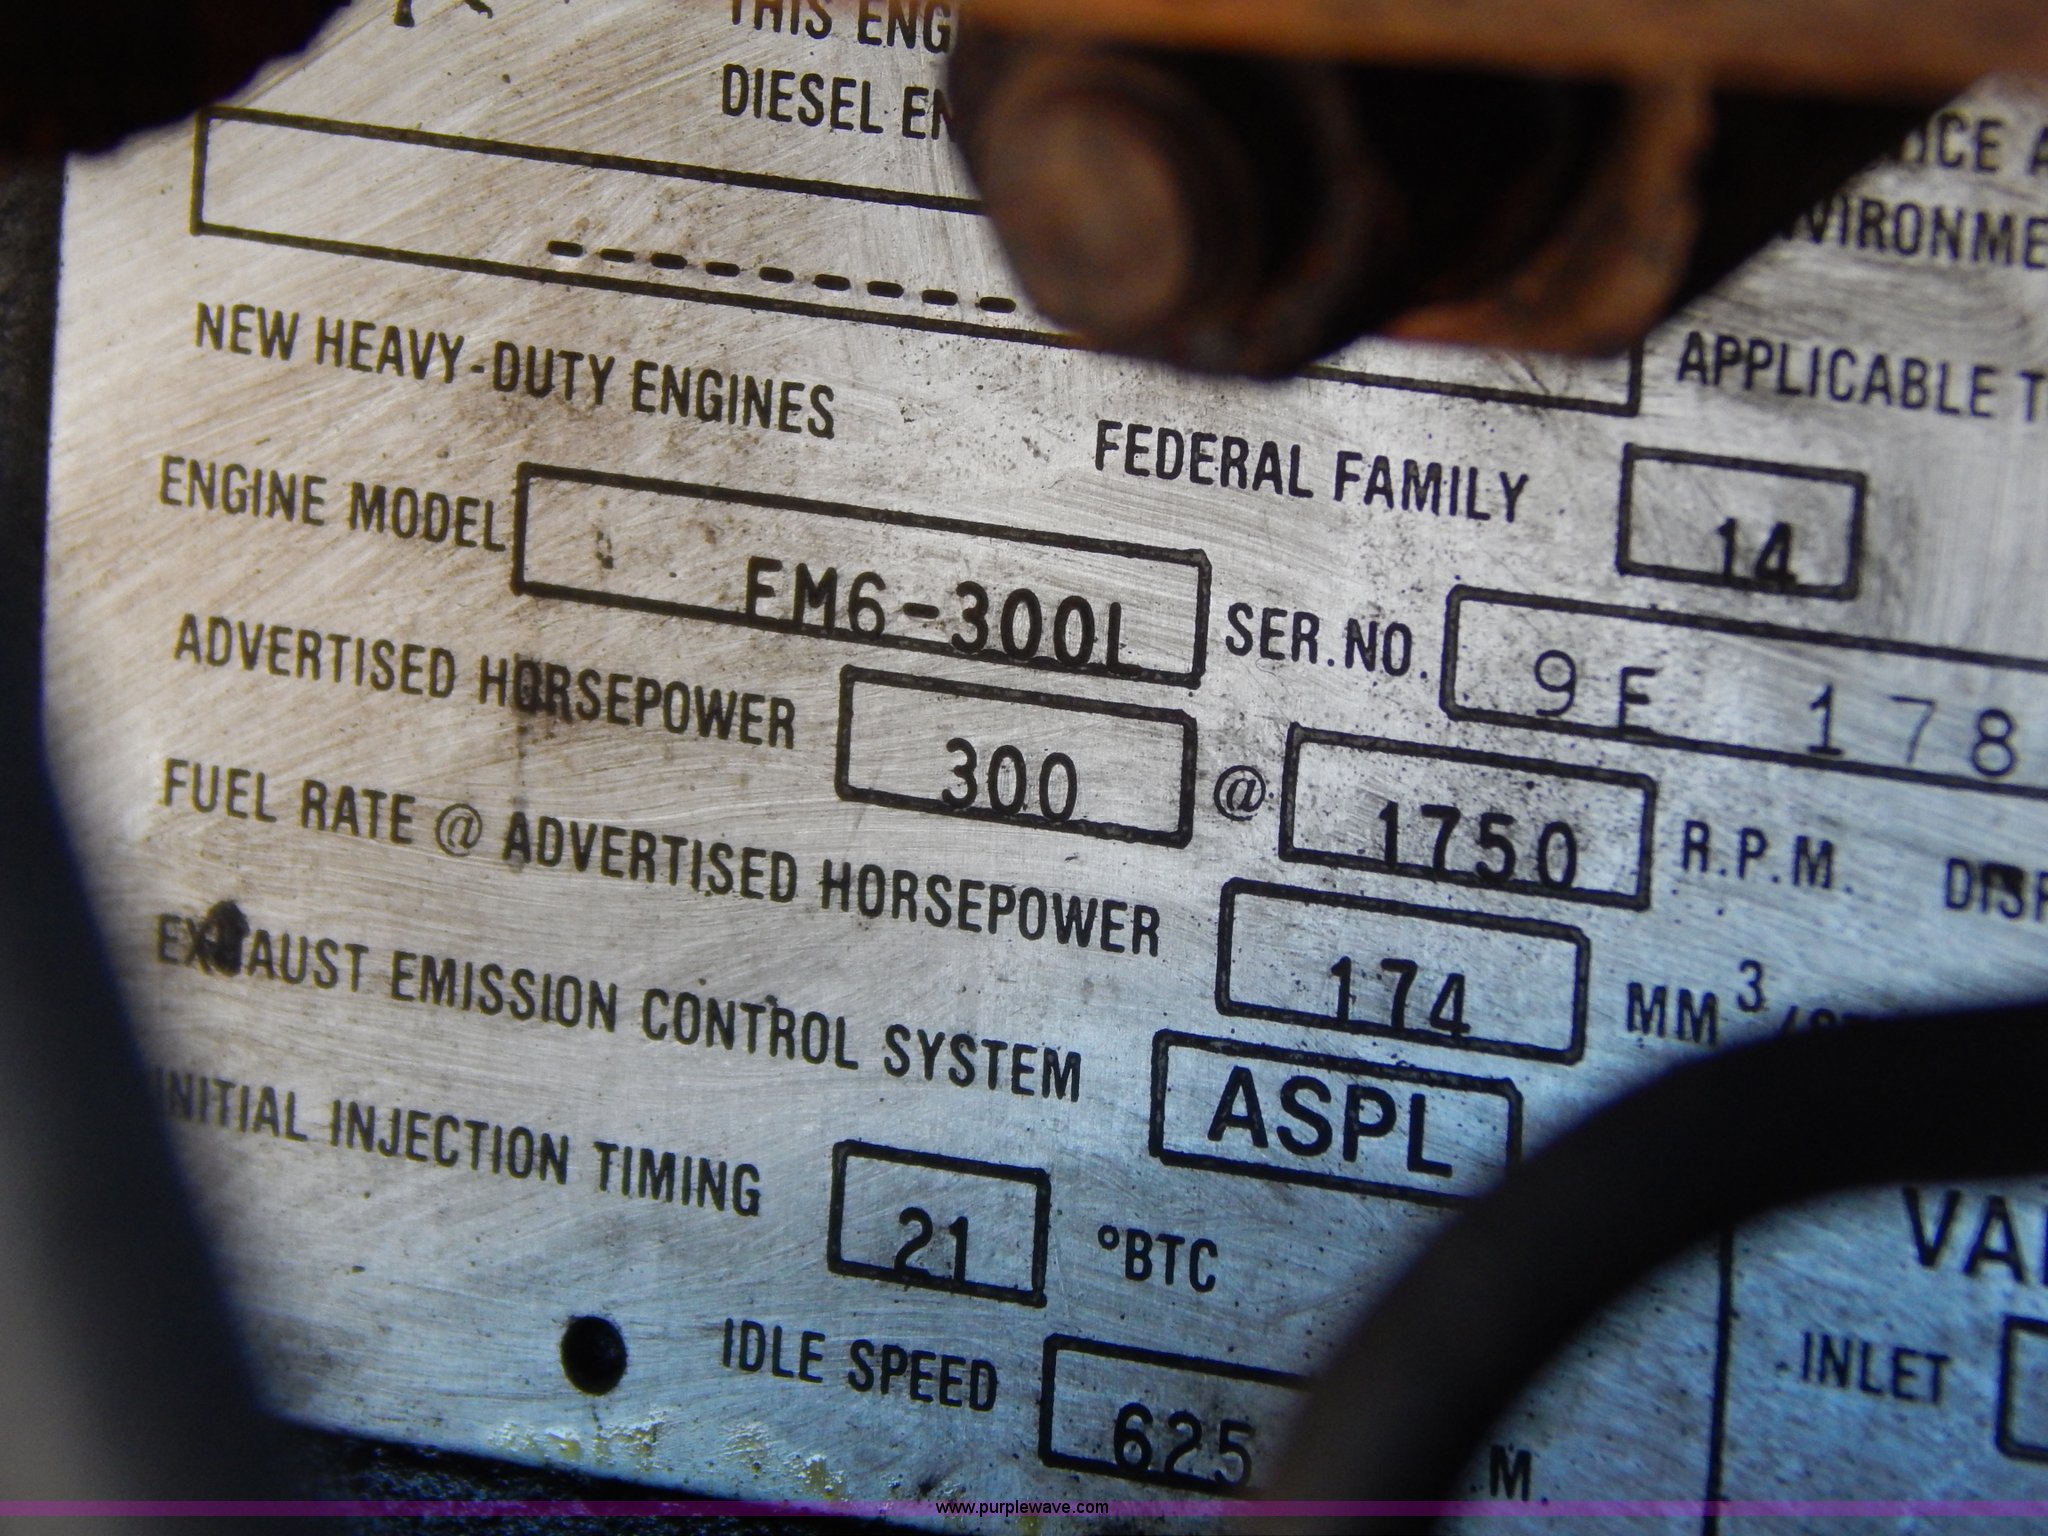 THIS ENG
DIESEL EN
ICE A
VIRONME
NEW HEAVY-DUTY ENGINES
APPLICABLE T
FEDERAL FAMILY 14
ENGINE MODEL EM6-300L SER.NO. 9E 178
ADVERTISED HORSEPOWER 300 @ 1750 R.P.M. DISP
FUEL RATE @ ADVERTISED HORSEPOWER 174 MM3/
EXHAUST EMISSION CONTROL SYSTEM ASPL
INITIAL INJECTION TIMING 21 °BTC
VA
IDLE SPEED 625 M.
INLET
www.purplewave.com